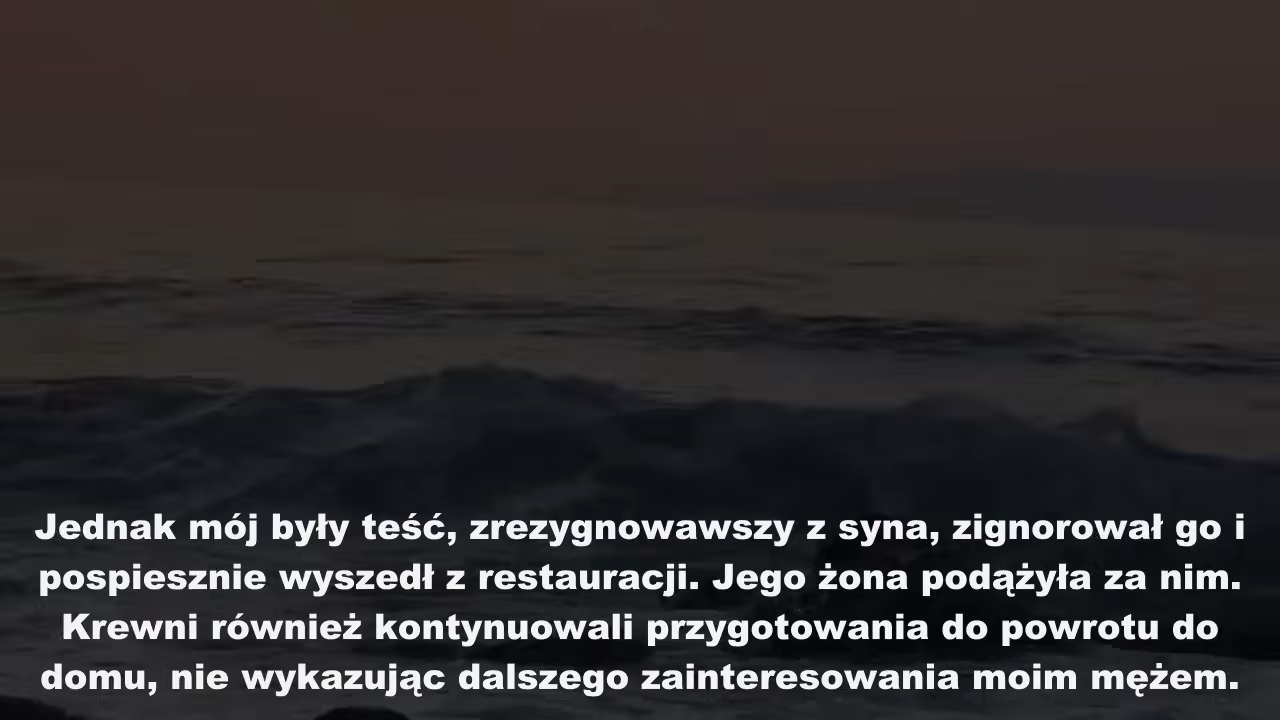 Jednak mój były teść, zrezygnowawszy z syna, zignorował go i
pospiesznie wyszedł z restauracji. Jego żona podążyła za nim.
Krewni również kontynuowali przygotowania do powrotu do
domu, nie wykazując dalszego zainteresowania moim mężem.